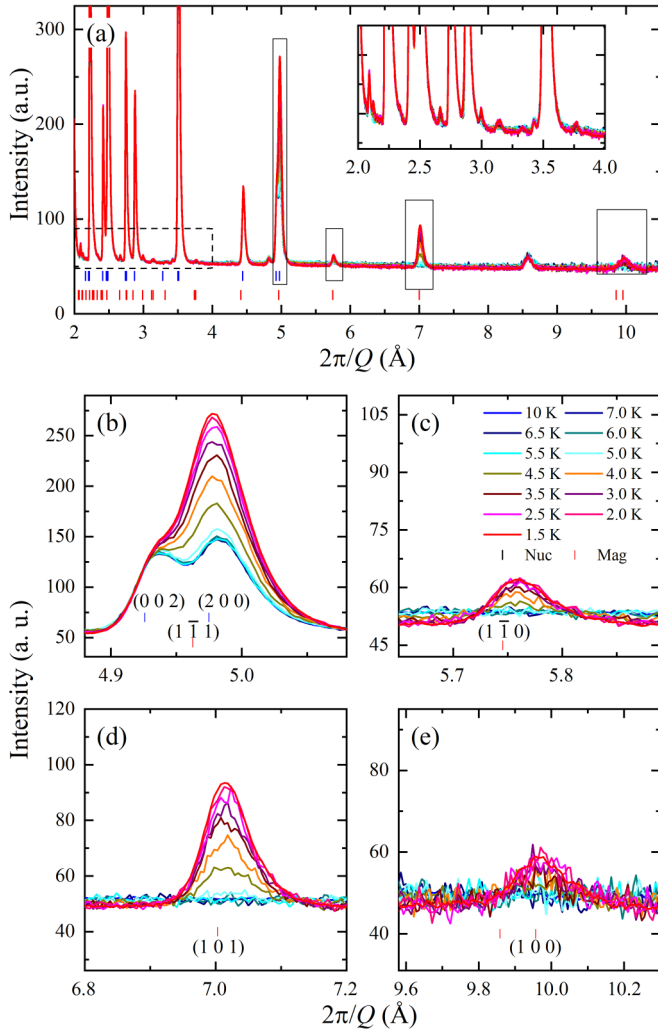 (a)
Intensity (a.u.)
300
200
100
0
2.0 2.5 3.0 3.5 4.0
2 3 4 5 6 7 8 9 10
2π/Q (Å)
(b)
250
200
150
100
50
(0 0 2) (2 0 0)
(1 1̅ 1)
4.9 5.0
(c)
105
90
75
60
45
10 K 7.0 K
6.5 K 6.0 K
5.5 K 5.0 K
4.5 K 4.0 K
3.5 K 3.0 K
2.5 K 2.0 K
1.5 K
Nuc Mag
(1 1̅ 0)
5.7 5.8
Intensity (a. u.)
(d)
120
100
80
60
40
(1 0 1)
6.8 7.0 7.2
(e)
80
60
40
(1 0 0)
9.6 9.8 10.0 10.2
2π/Q (Å)